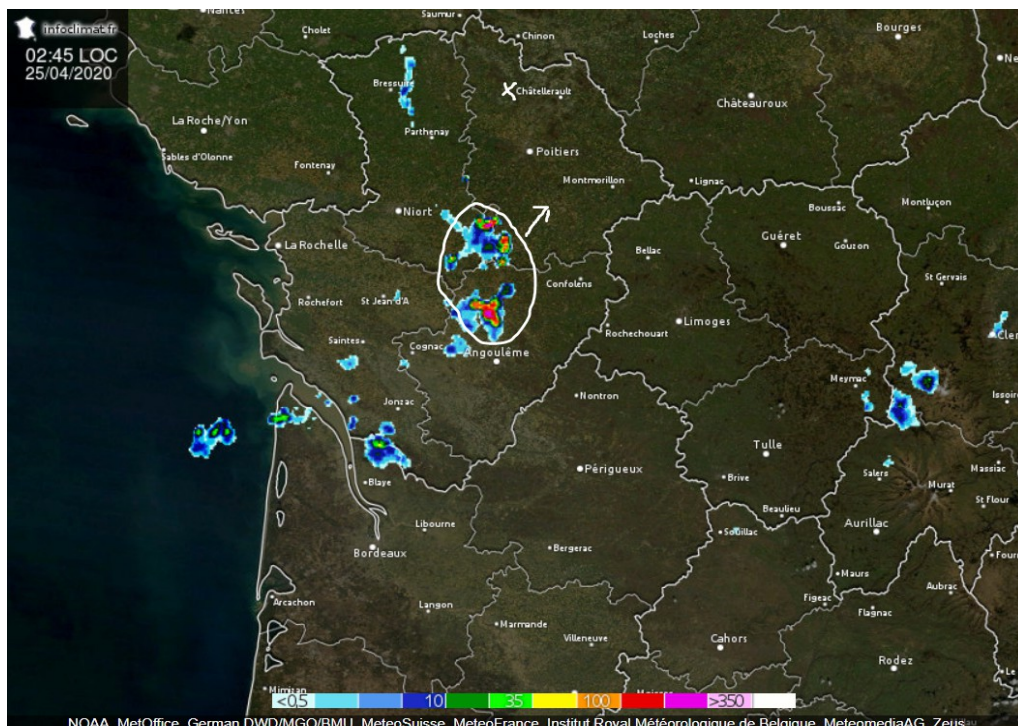 Nantes
Saumur
infoclimat.fr
Cholet
Chinon
Loches
Bourges
02:45 LOC
25/04/2020
Bressuire
Châtellerault
Châteauroux
La Roche/Yon
Parthenay
Sables d'Olonne
Poitiers
Fontenay
Montmorillon
Lignac
Niort
Boussac
Montluçon
La Rochelle
Guéret
Gouzon
Bellac
St Gervais
Confolens
Rochefort
St Jean d'A
Limoges
Rochechouart
Saintes
Cognac
Angoulême
Cler
Meymac
Issoire
Jonzac
Nontron
Tulle
Périgueux
Brive
Salers
Massiac
Murat
Blaye
St Flour
Libourne
Beaulieu
Aurillac
Souillac
Bordeaux
Bergerac
Maurs
Figeac
Aubrac
Arcachon
Langon
Flagnac
Marmande
Villeneuve
Cahors
Rodez
Mimizan
<0,5 10 35 100 >350
NOAA, MetOffice, German DWD/MGO/BMU, MeteoSuisse, MeteoFrance, Institut Royal Météorologique de Belgique, MeteomediaAG, Zeus